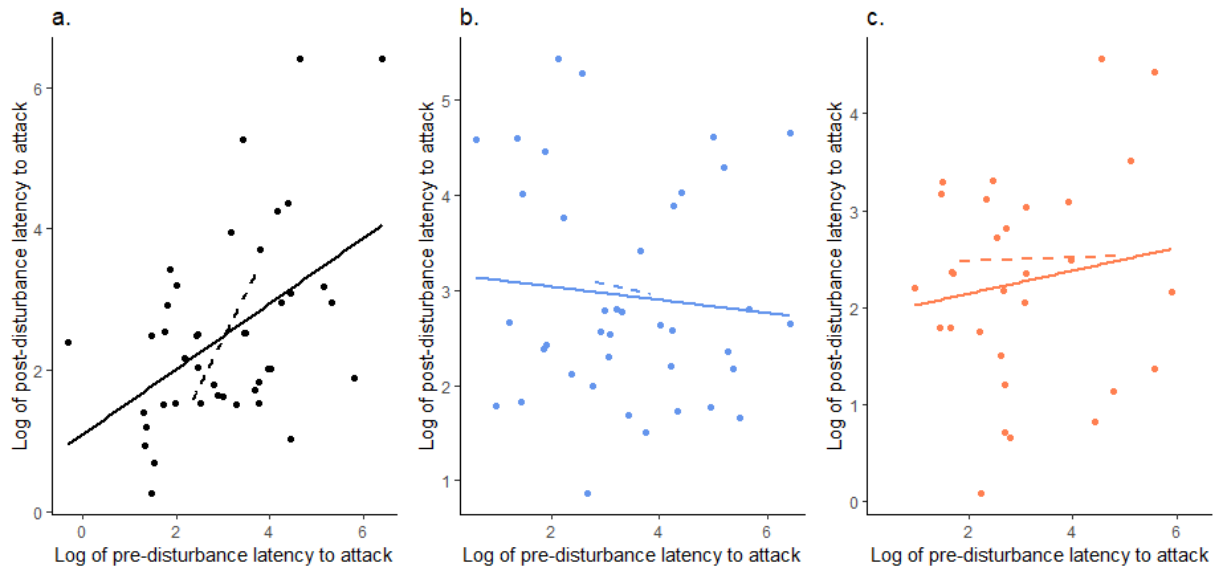 a.
Log of post-disturbance latency to attack
6
4
2
0
0 2 4 6
Log of pre-disturbance latency to attack
b.
Log of post-disturbance latency to attack
5
4
3
2
1
2 4 6
Log of pre-disturbance latency to attack
c.
Log of post-disturbance latency to attack
4
3
2
1
0
2 4 6
Log of pre-disturbance latency to attack